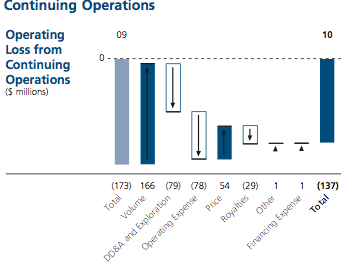 Continuing Operations
Operating
Loss from
Continuing
Operations
($ millions)
09
10
0
(173) 166 (79) (78) 54 (29) 1 1 (137)
Total
Volume
DD&A and Exploration
Operating Expense
Price
Royalties
Other
Financing Expense
Total